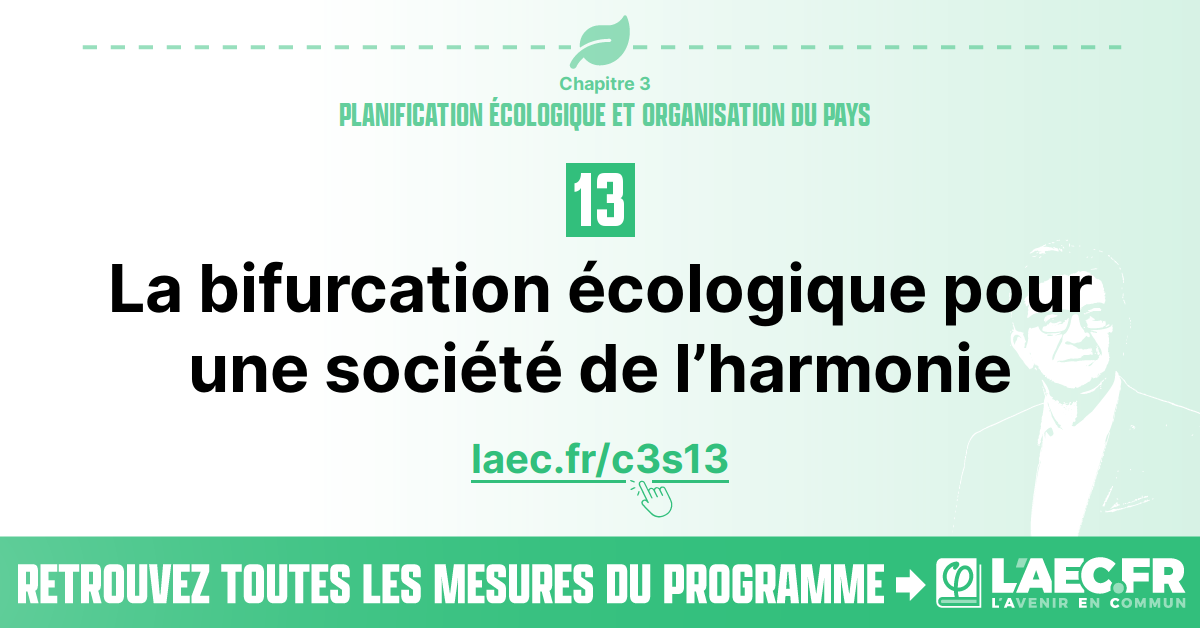 Chapitre 3
PLANIFICATION ÉCOLOGIQUE ET ORGANISATION DU PAYS
13
La bifurcation écologique pour
une société de l’harmonie
laec.fr/c3s13
RETROUVEZ TOUTES LES MESURES DU PROGRAMME
φ L'AEC.FR
L'AVENIR EN COMMUN